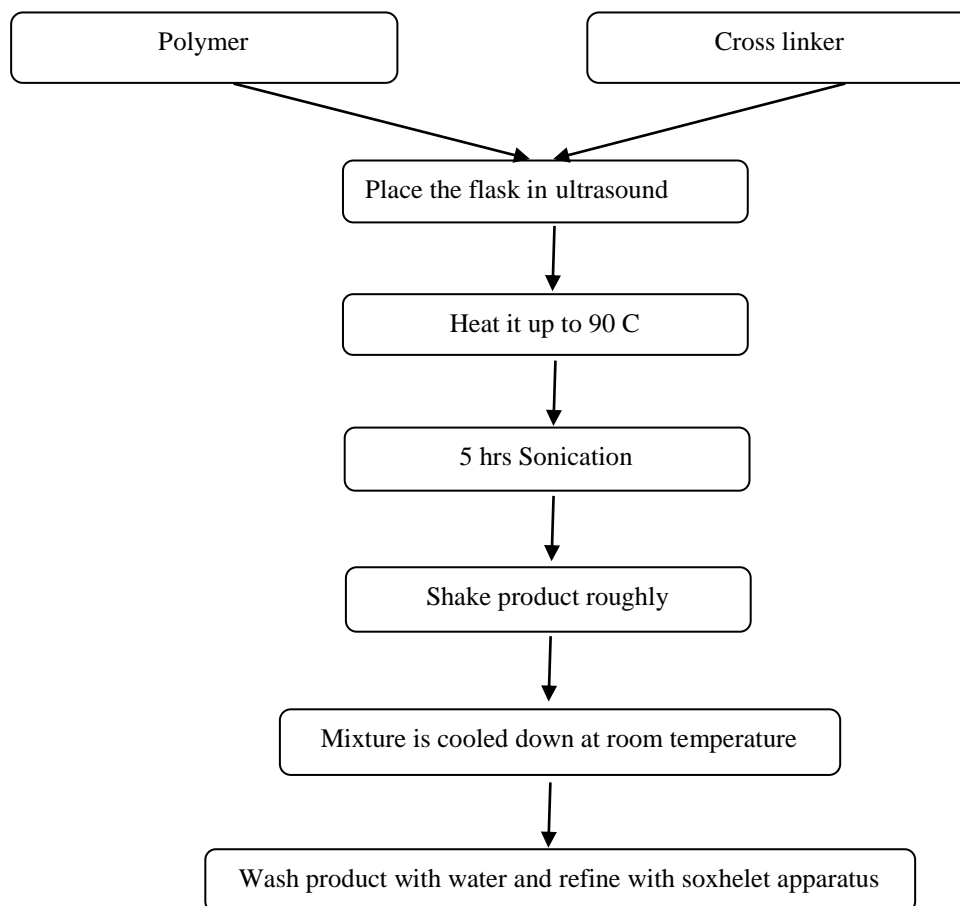 Polymer
Cross linker
Place the flask in ultrasound
Heat it up to 90 C
5 hrs Sonication
Shake product roughly
Mixture is cooled down at room temperature
Wash product with water and refine with soxhelet apparatus